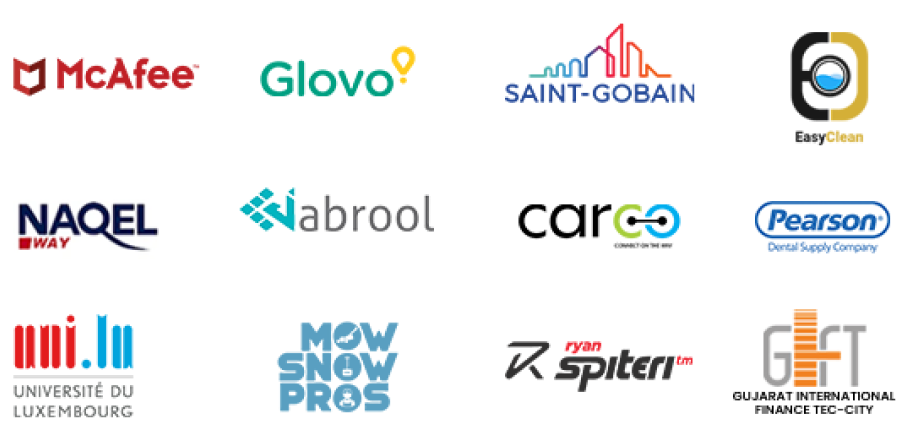 McAfee™
Glovo
SAINT-GOBAIN
EasyClean
NAQEL
WAY
abrool
carco
CONNECT ON THE WAY
Pearson®
Dental Supply Company
uni.lu
UNIVERSITÉ DU
LUXEMBOURG
MOW
SNOW
PROS
ryan
spiteri tm
GIFT
GUJARAT INTERNATIONAL
FINANCE TEC-CITY